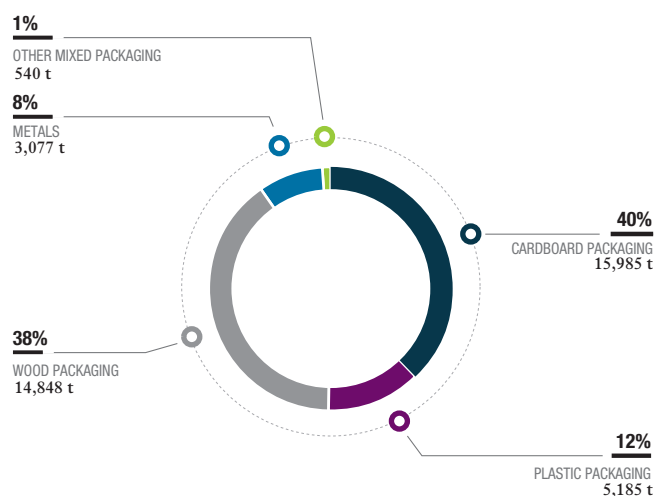 1%
OTHER MIXED PACKAGING
540 t
8%
METALS
3,077 t
40%
CARDBOARD PACKAGING
15,985 t
38%
WOOD PACKAGING
14,848 t
12%
PLASTIC PACKAGING
5,185 t